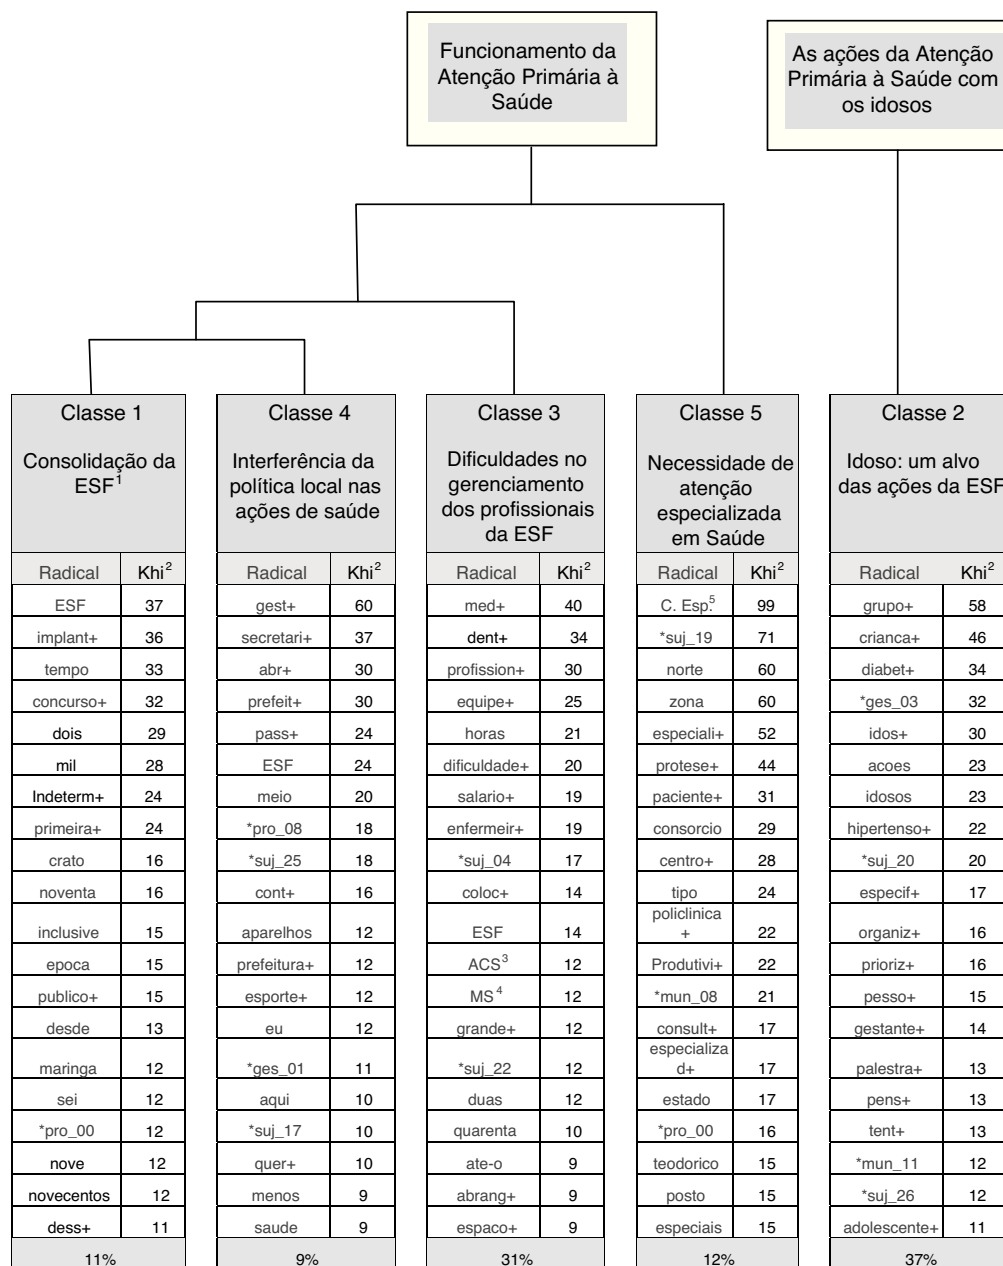 Funcionamento da
Atenção Primária à
Saúde
As ações da Atenção
Primária à Saúde com
os idosos
Classe 1
Consolidação da
ESF1
Radical Khi2
ESF 37
implant+ 36
tempo 33
concurso+ 32
dois 29
mil 28
Indeterm+ 24
primeira+ 24
crato 16
noventa 16
inclusive 15
epoca 15
publico+ 15
desde 13
maringa 12
sei 12
*pro_00 12
nove 12
novecentos 12
dess+ 11
11%
Classe 4
Interferência da
política local nas
ações de saúde
Radical Khi2
gest+ 60
secretari+ 37
abr+ 30
prefeit+ 30
pass+ 24
ESF 24
meio 20
*pro_08 18
*suj_25 18
cont+ 16
aparelhos 12
prefeitura+ 12
esporte+ 12
eu 12
*ges_01 11
aqui 10
*suj_17 10
quer+ 10
menos 9
saude 9
9%
Classe 3
Dificuldades no
gerenciamento
dos profissionais
da ESF
Radical Khi2
med+ 40
dent+ 34
profission+ 30
equipe+ 25
horas 21
dificuldade+ 20
salario+ 19
enfermeir+ 19
*suj_04 17
coloc+ 14
ESF 14
ACS3 12
MS4 12
grande+ 12
*suj_22 12
duas 12
quarenta 10
ate-o 9
abrang+ 9
espaco+ 9
31%
Classe 5
Necessidade de
atenção
especializada
em Saúde
Radical Khi2
C. Esp.5 99
*suj_19 71
norte 60
zona 60
especiali+ 52
protese+ 44
paciente+ 31
consorcio 29
centro+ 28
tipo 24
policlinica
+ 22
Produtivi+ 22
*mun_08 21
consult+ 17
especializa
d+ 17
estado 17
*pro_00 16
teodorico 15
posto 15
especiais 15
12%
Classe 2
Idoso: um alvo
das ações da ESF
Radical Khi2
grupo+ 58
crianca+ 46
diabet+ 34
*ges_03 32
idos+ 30
acoes 23
idosos 23
hipertenso+ 22
*suj_20 20
especif+ 17
organiz+ 16
prioriz+ 16
pesso+ 15
gestante+ 14
palestra+ 13
pens+ 13
tent+ 13
*mun_11 12
*suj_26 12
adolescente+ 11
37%